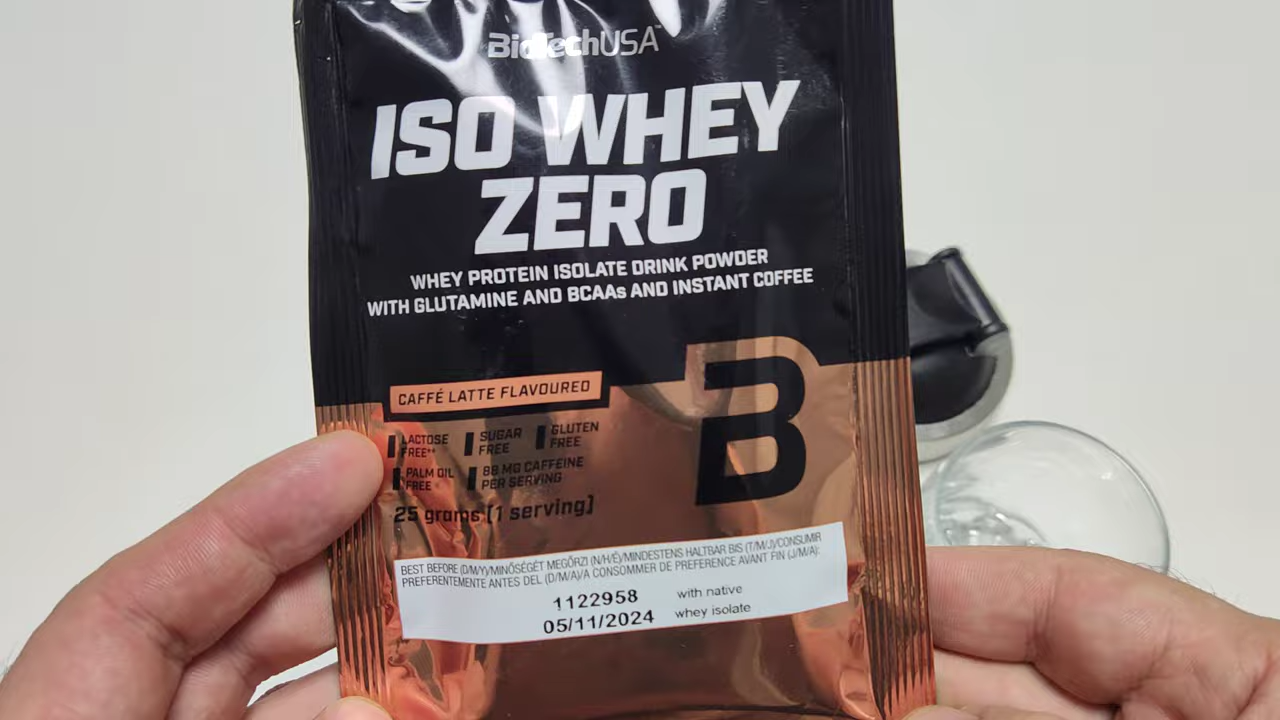 BioTechUSA™
ISO WHEY
ZERO
WHEY PROTEIN ISOLATE DRINK POWDER
WITH GLUTAMINE AND BCAAs AND INSTANT COFFEE
CAFFÉ LATTE FLAVOURED
LACTOSE FREE**
SUGAR FREE
GLUTEN FREE
PALM OIL FREE
88 MG CAFFEINE PER SERVING
25 grams (1 serving)
B
BEST BEFORE (D/M/Y)/MINŐSÉGÉT MEGŐRZI (N/H/É)/MINDESTENS HALTBAR BIS (T/M/J)/CONSUMIR
PREFERENTEMENTE ANTES DEL (D/M/A)/A CONSOMMER DE PREFERENCE AVANT FIN (J/M/A):
1122958 with native
05/11/2024 whey isolate